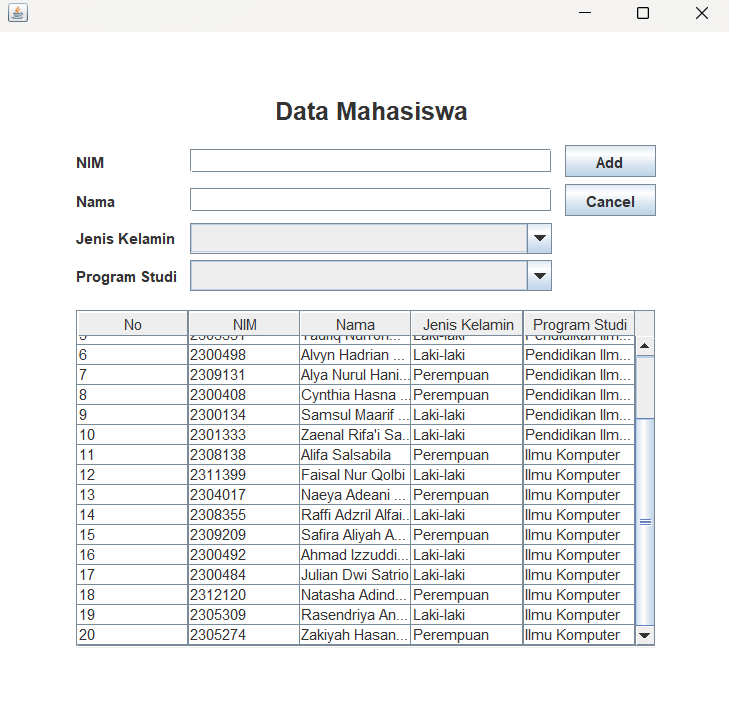 Data Mahasiswa
NIM Add
Nama Cancel
Jenis Kelamin
Program Studi
No NIM Nama Jenis Kelamin Program Studi
6 2300498 Alvyn Hadrian ... Laki-laki Pendidikan Ilm...
7 2309131 Alya Nurul Hani... Perempuan Pendidikan Ilm...
8 2300408 Cynthia Hasna ... Perempuan Pendidikan Ilm...
9 2300134 Samsul Maarif ... Laki-laki Pendidikan Ilm...
10 2301333 Zaenal Rifa'i Sa... Laki-laki Pendidikan Ilm...
11 2308138 Alifa Salsabila Perempuan Ilmu Komputer
12 2311399 Faisal Nur Qolbi Laki-laki Ilmu Komputer
13 2304017 Naeya Adeani ... Perempuan Ilmu Komputer
14 2308355 Raffi Adzril Alfai... Laki-laki Ilmu Komputer
15 2309209 Safira Aliyah A... Perempuan Ilmu Komputer
16 2300492 Ahmad Izzuddi... Laki-laki Ilmu Komputer
17 2300484 Julian Dwi Satrio Laki-laki Ilmu Komputer
18 2312120 Natasha Adind... Perempuan Ilmu Komputer
19 2305309 Rasendriya An... Laki-laki Ilmu Komputer
20 2305274 Zakiyah Hasan... Perempuan Ilmu Komputer